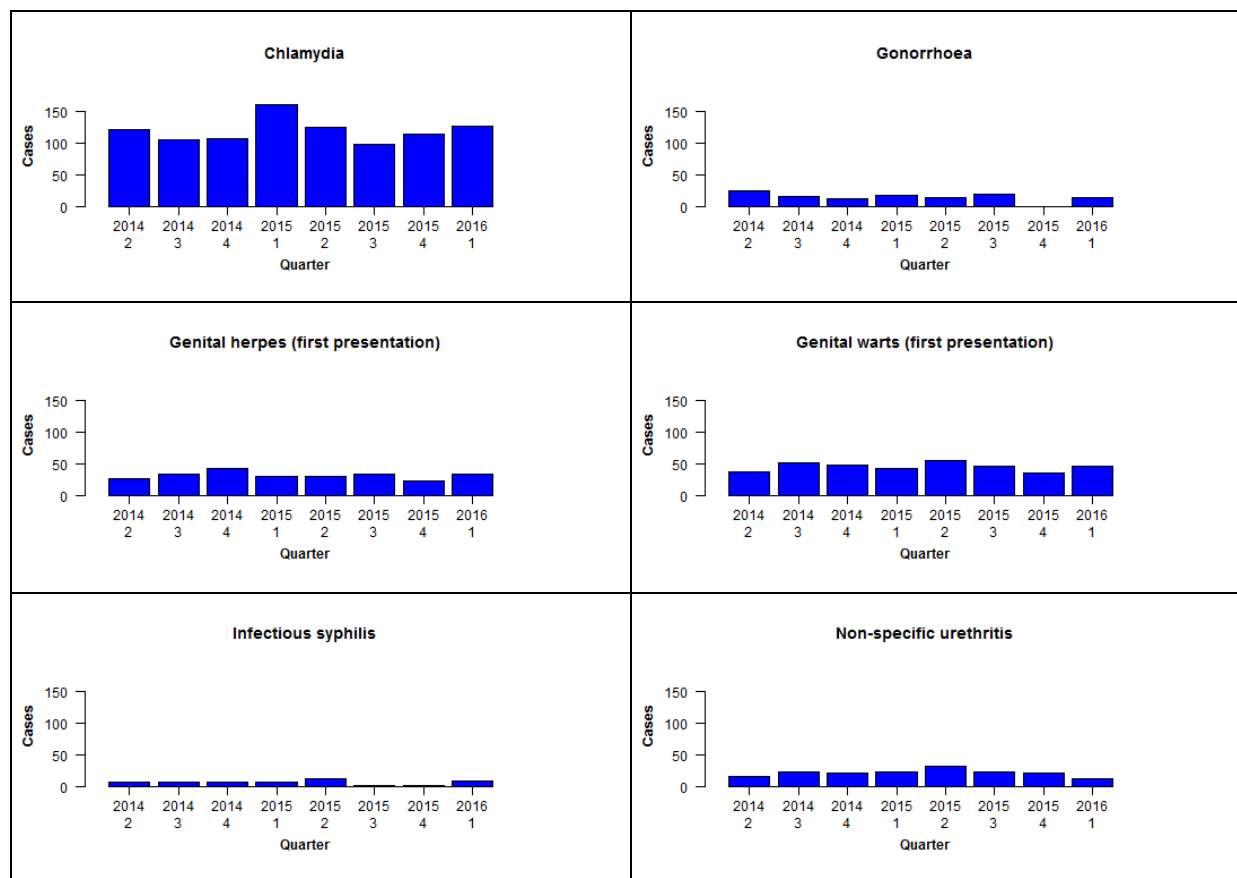 Chlamydia
Cases
150
100
50
0
2014 2014 2014 2015 2015 2015 2015 2016
2 3 4 1 2 3 4 1
Quarter
Gonorrhoea
Cases
150
100
50
0
2014 2014 2014 2015 2015 2015 2015 2016
2 3 4 1 2 3 4 1
Quarter
Genital herpes (first presentation)
Cases
150
100
50
0
2014 2014 2014 2015 2015 2015 2015 2016
2 3 4 1 2 3 4 1
Quarter
Genital warts (first presentation)
Cases
150
100
50
0
2014 2014 2014 2015 2015 2015 2015 2016
2 3 4 1 2 3 4 1
Quarter
Infectious syphilis
Cases
150
100
50
0
2014 2014 2014 2015 2015 2015 2015 2016
2 3 4 1 2 3 4 1
Quarter
Non-specific urethritis
Cases
150
100
50
0
2014 2014 2014 2015 2015 2015 2015 2016
2 3 4 1 2 3 4 1
Quarter